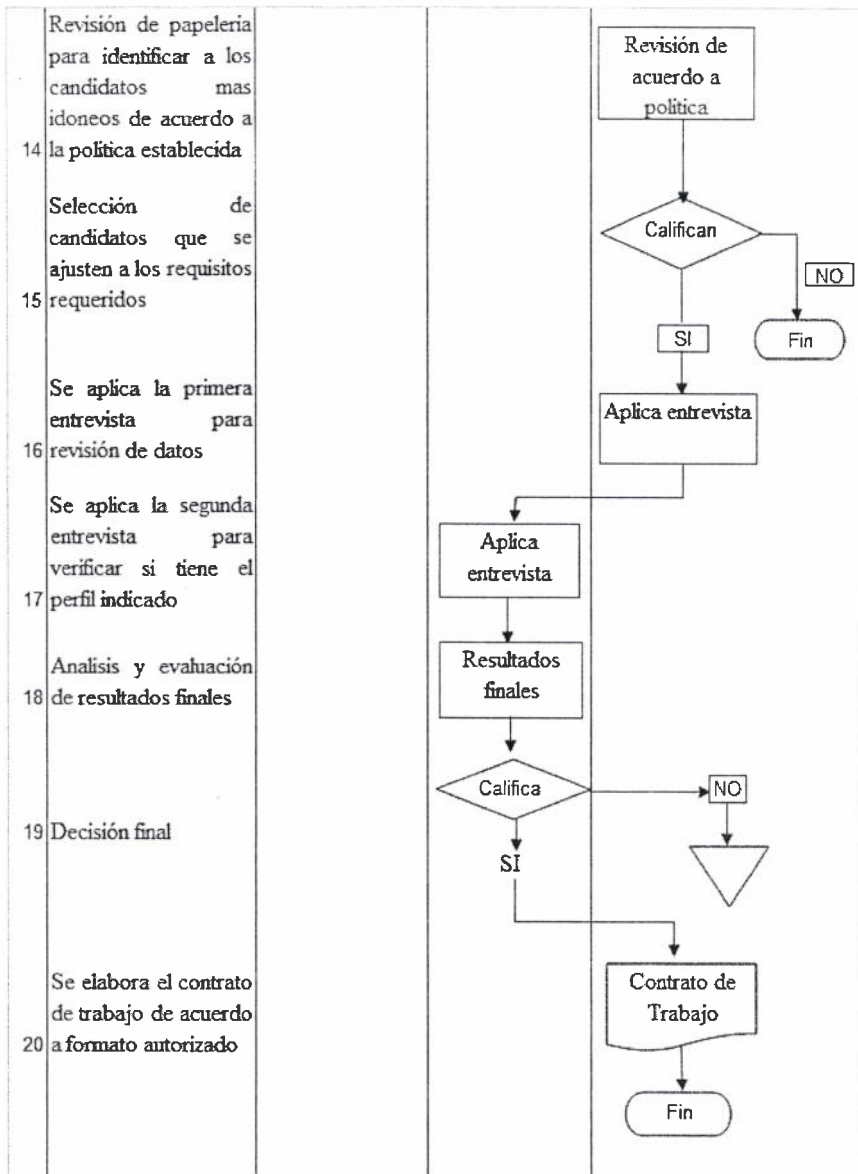 Revisión de papeleria
para identificar a los
candidatos mas
idoneos de acuerdo a
14 la politica establecida
Revisión de
acuerdo a
politica
Selección de
candidatos que se
ajusten a los requisitos
15 requeridos
Califican
NO
SI
Fin
Se aplica la primera
entrevista para
16 revisión de datos
Aplica entrevista
Se aplica la segunda
entrevista para
verificar si tiene el
17 perfil indicado
Aplica
entrevista
Analisis y evaluación
18 de resultados finales
Resultados
finales
Califica
NO
19 Decisión final
SI
Se elabora el contrato
de trabajo de acuerdo
20 a formato autorizado
Contrato de
Trabajo
Fin